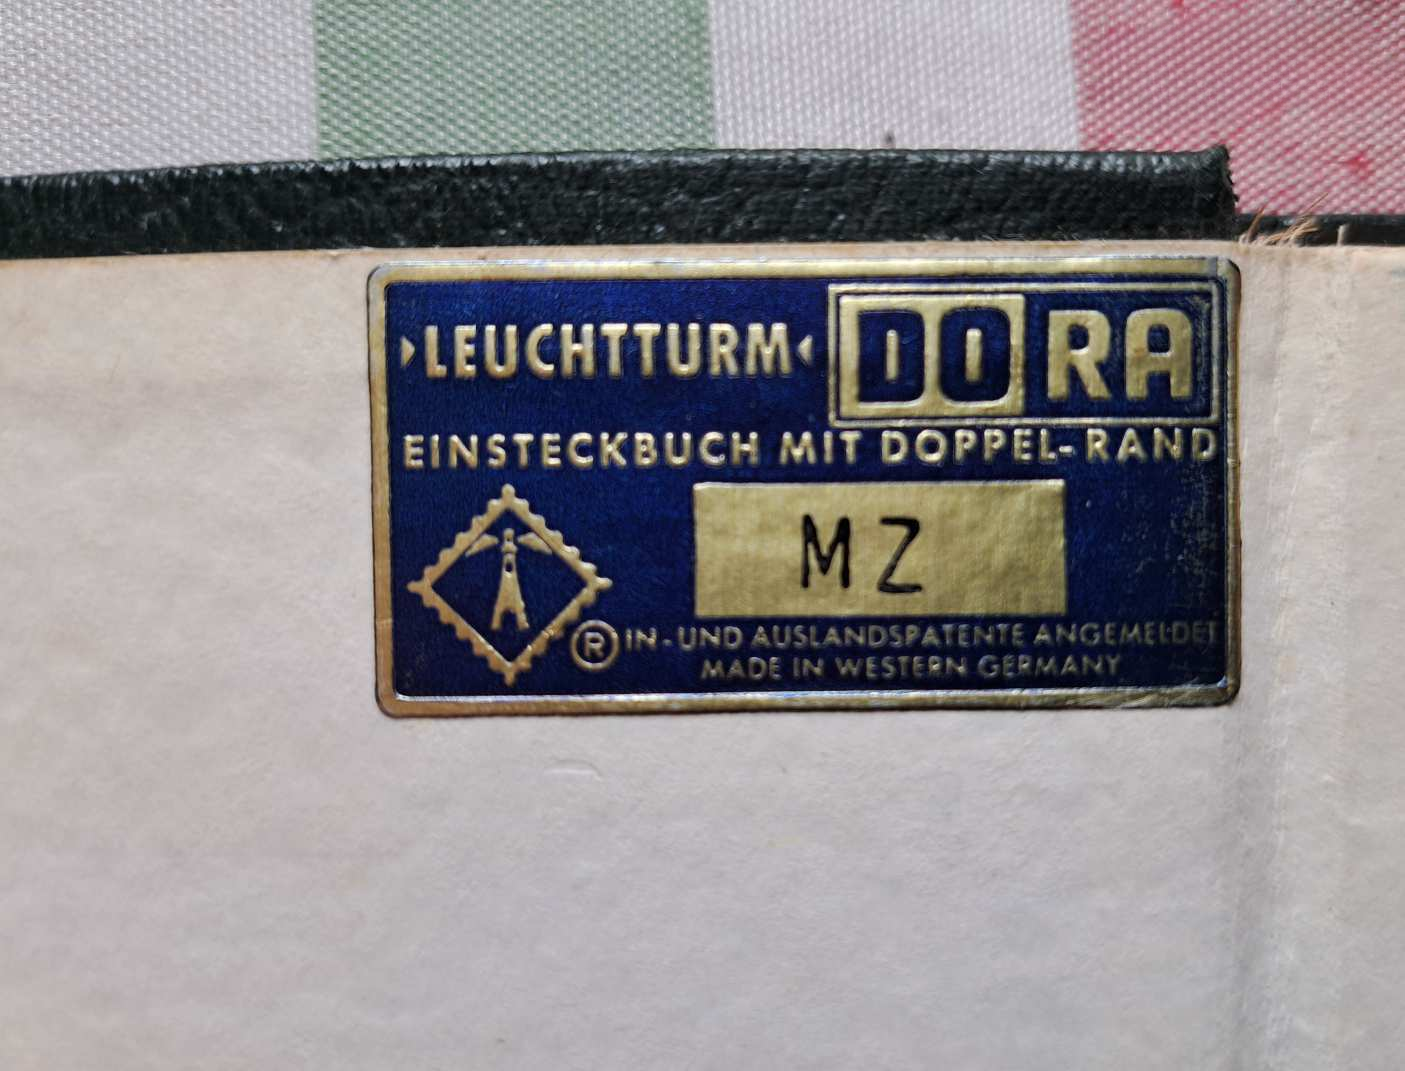 LEUCHTTURM DORA
EINSTECKBUCH MIT DOPPEL-RAND
MZ
® IN-UND AUSLANDSPATENTE ANGEMELDET
MADE IN WESTERN GERMANY